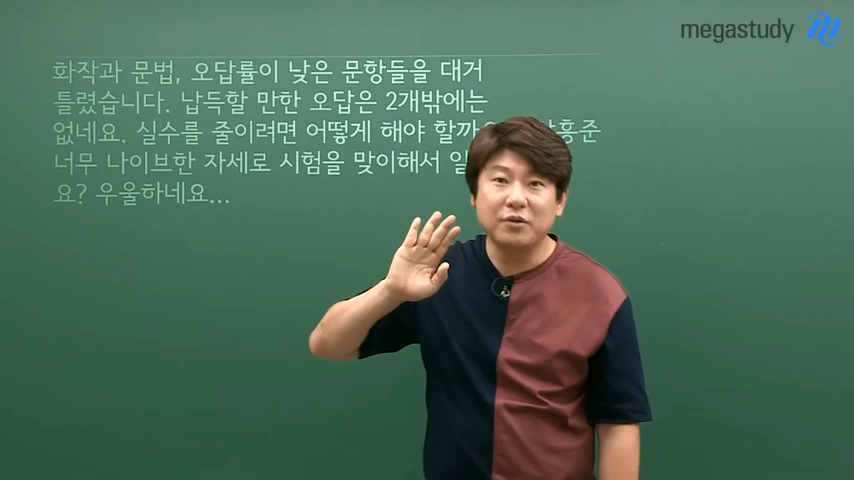 megastudy
화작과 문법, 오답률이 낮은 문항들을 대거
틀렸습니다. 납득할 만한 오답은 2개밖에는
없네요. 실수를 줄이려면 어떻게 해야 할까 흥준
너무 나이브한 자세로 시험을 맞이해서
요? 우울하네요...